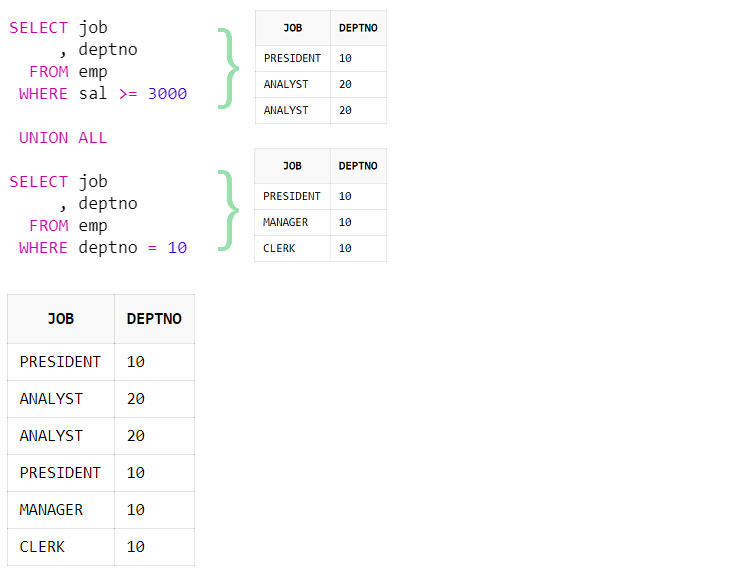 SELECT job
, deptno
FROM emp
WHERE sal >= 3000
UNION ALL
SELECT job
, deptno
FROM emp
WHERE deptno = 10
JOB DEPTNO
PRESIDENT 10
ANALYST 20
ANALYST 20
JOB DEPTNO
PRESIDENT 10
MANAGER 10
CLERK 10
JOB DEPTNO
PRESIDENT 10
ANALYST 20
ANALYST 20
PRESIDENT 10
MANAGER 10
CLERK 10